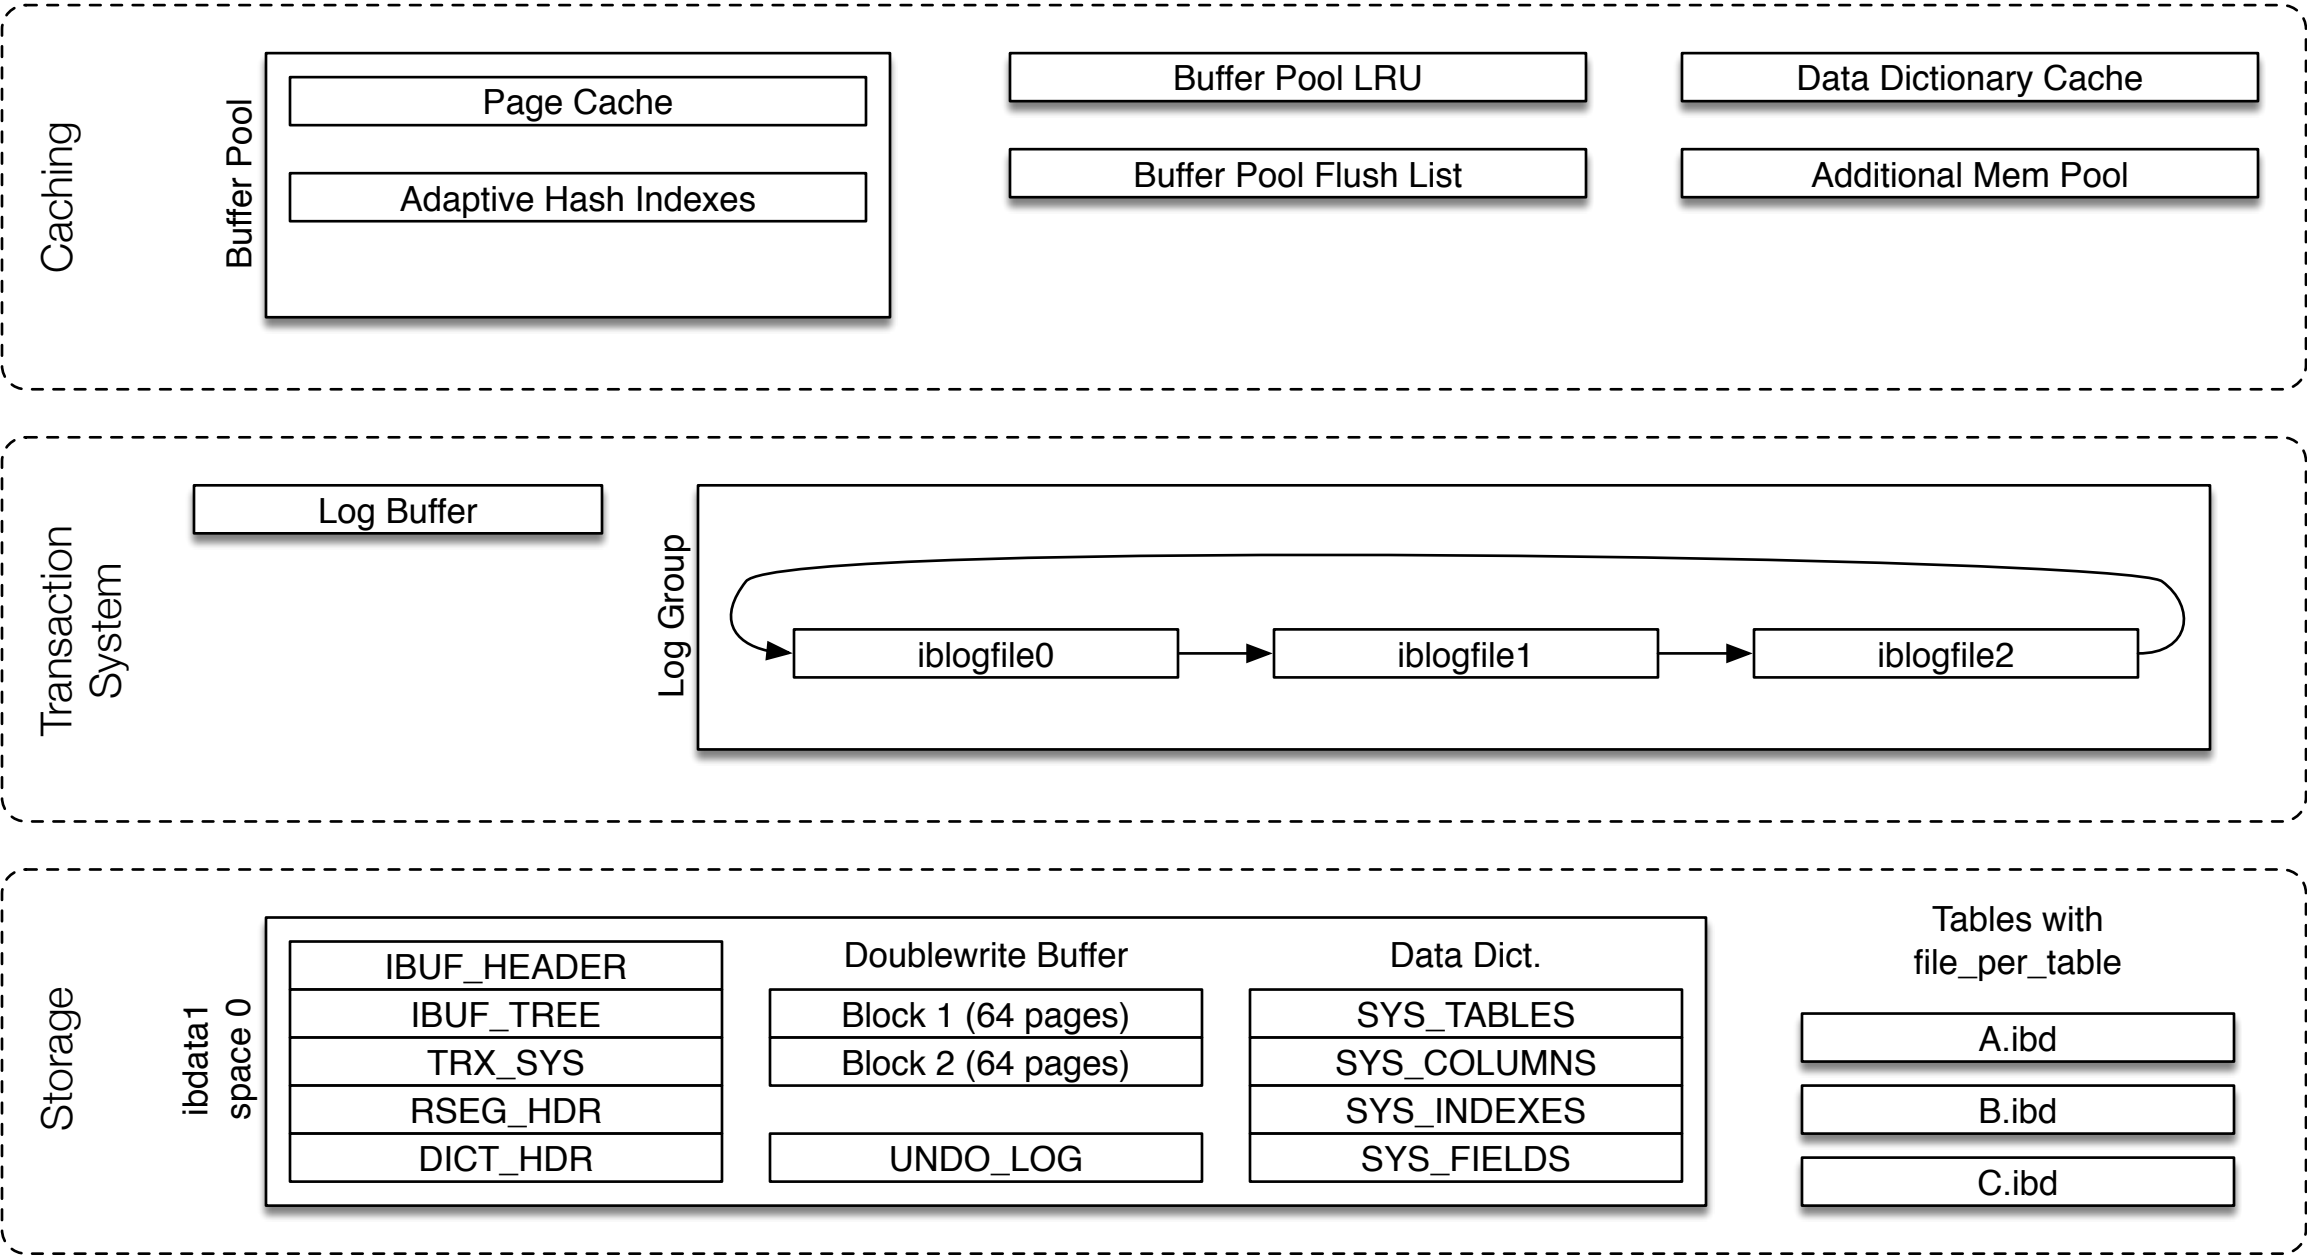 Caching
Buffer Pool
Page Cache
Adaptive Hash Indexes
Buffer Pool LRU
Buffer Pool Flush List
Data Dictionary Cache
Additional Mem Pool
Transaction
System
Log Buffer
Log Group
iblogfile0
iblogfile1
iblogfile2
Storage
ibdata1
space 0
IBUF_HEADER
IBUF_TREE
TRX_SYS
RSEG_HDR
DICT_HDR
Doublewrite Buffer
Block 1 (64 pages)
Block 2 (64 pages)
UNDO_LOG
Data Dict.
SYS_TABLES
SYS_COLUMNS
SYS_INDEXES
SYS_FIELDS
Tables with
file_per_table
A.ibd
B.ibd
C.ibd